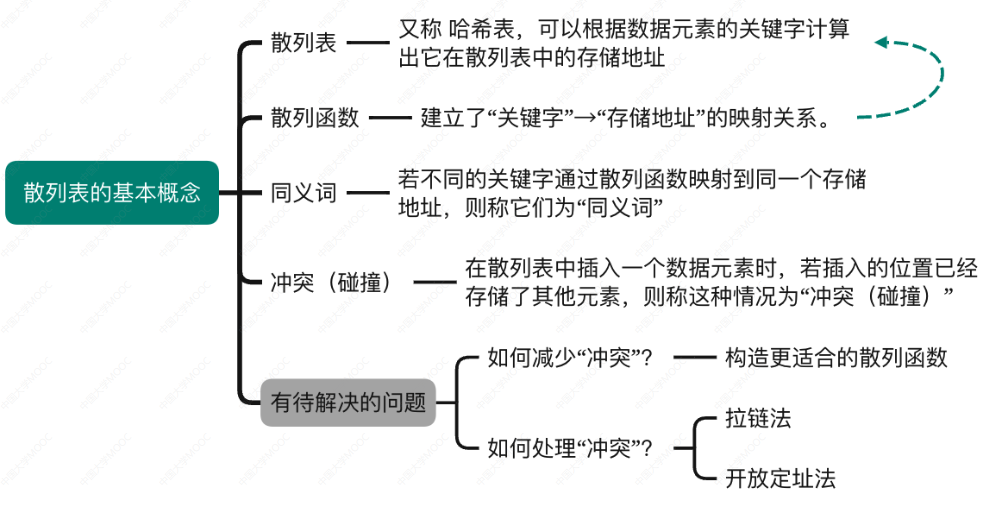 散列表
又称 哈希表，可以根据数据元素的关键字计算
出它在散列表中的存储地址
散列函数
建立了“关键字”→“存储地址”的映射关系。
散列表的基本概念
同义词
若不同的关键字通过散列函数映射到同一个存储
地址，则称它们为“同义词”
冲突（碰撞）
在散列表中插入一个数据元素时，若插入的位置已经
存储了其他元素，则称这种情况为“冲突（碰撞）”
有待解决的问题
如何减少“冲突”？
构造更适合的散列函数
如何处理“冲突”？
拉链法
开放定址法